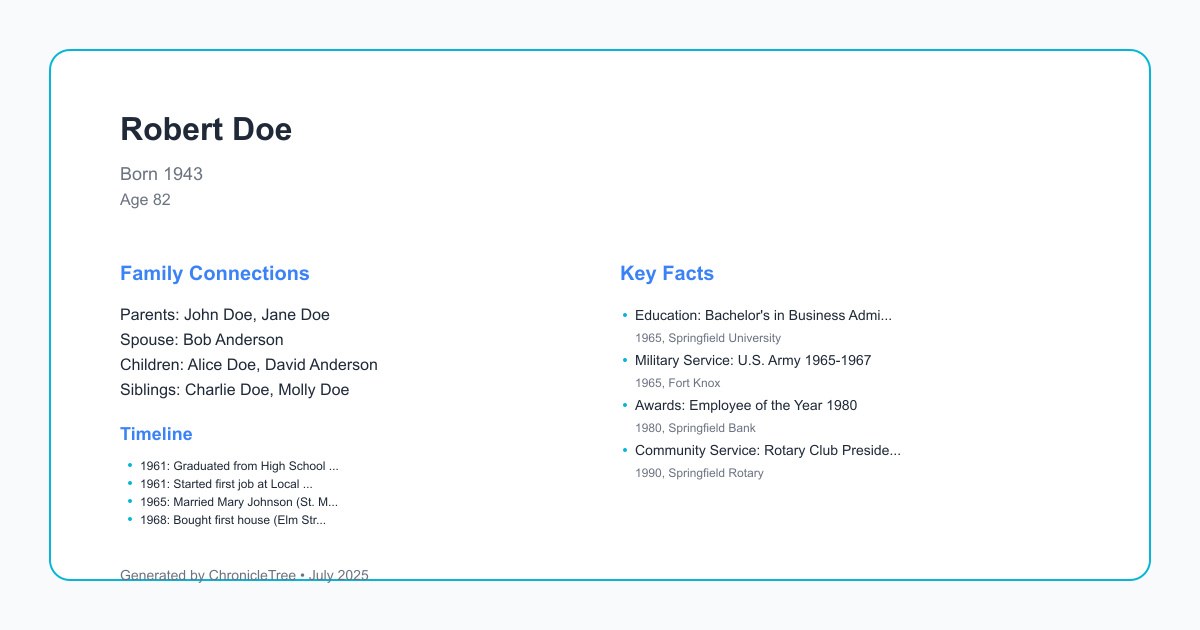 Robert Doe
Born 1943
Age 82
Family Connections
Parents: John Doe, Jane Doe
Spouse: Bob Anderson
Children: Alice Doe, David Anderson
Siblings: Charlie Doe, Molly Doe
Timeline
• 1961: Graduated from High School ...
• 1961: Started first job at Local ...
• 1965: Married Mary Johnson (St. M...
• 1968: Bought first house (Elm Str...
Key Facts
• Education: Bachelor's in Business Admi...
1965, Springfield University
• Military Service: U.S. Army 1965-1967
1965, Fort Knox
• Awards: Employee of the Year 1980
1980, Springfield Bank
• Community Service: Rotary Club Preside...
1990, Springfield Rotary
Generated by ChronicleTree • July 2025